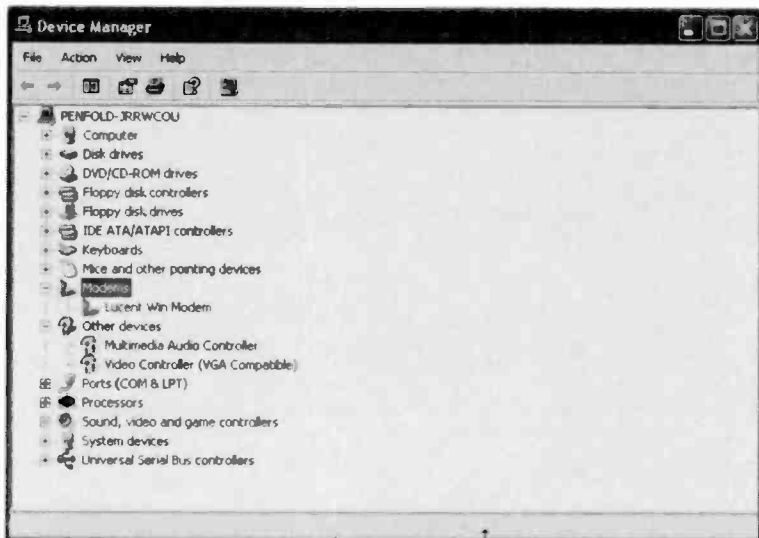 Device Manager
File Action View Help
PENFOLD-JRRWCOU
Computer
Disk drives
DVD/CD-ROM drives
Floppy disk controllers
Floppy disk drives
IDE ATA/ATAPI controllers
Keyboards
Mice and other pointing devices
Modems
Lucent Win Modem
Other devices
Multimedia Audio Controller
Video Controller (VGA Compatible)
Ports (COM & LPT)
Processors
Sound, video and game controllers
System devices
Universal Serial Bus controllers